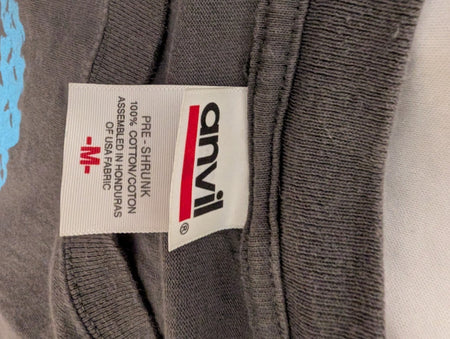 anvil
®
PRE-SHRUNK
100% COTTON/COTON
ASSEMBLED IN HONDURAS
OF USA FABRIC
-M-